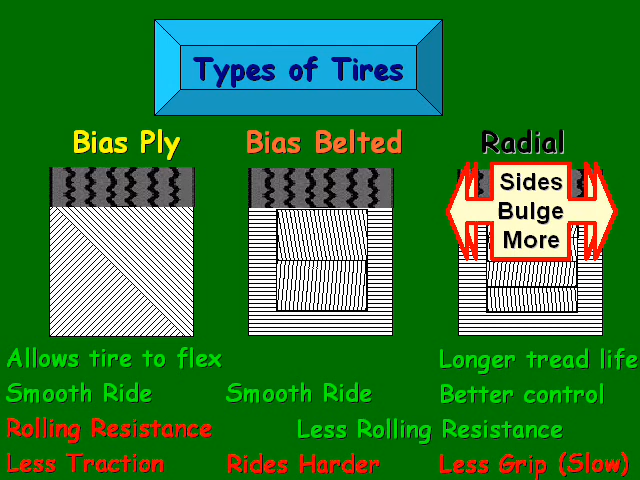 Types of Tires
Bias Ply
Bias Belted
Radial
Sides
Bulge
More
Allows tire to flex
Longer tread life
Smooth Ride
Smooth Ride
Better control
Rolling Resistance
Less Rolling Resistance
Less Traction
Rides Harder
Less Grip (Slow)